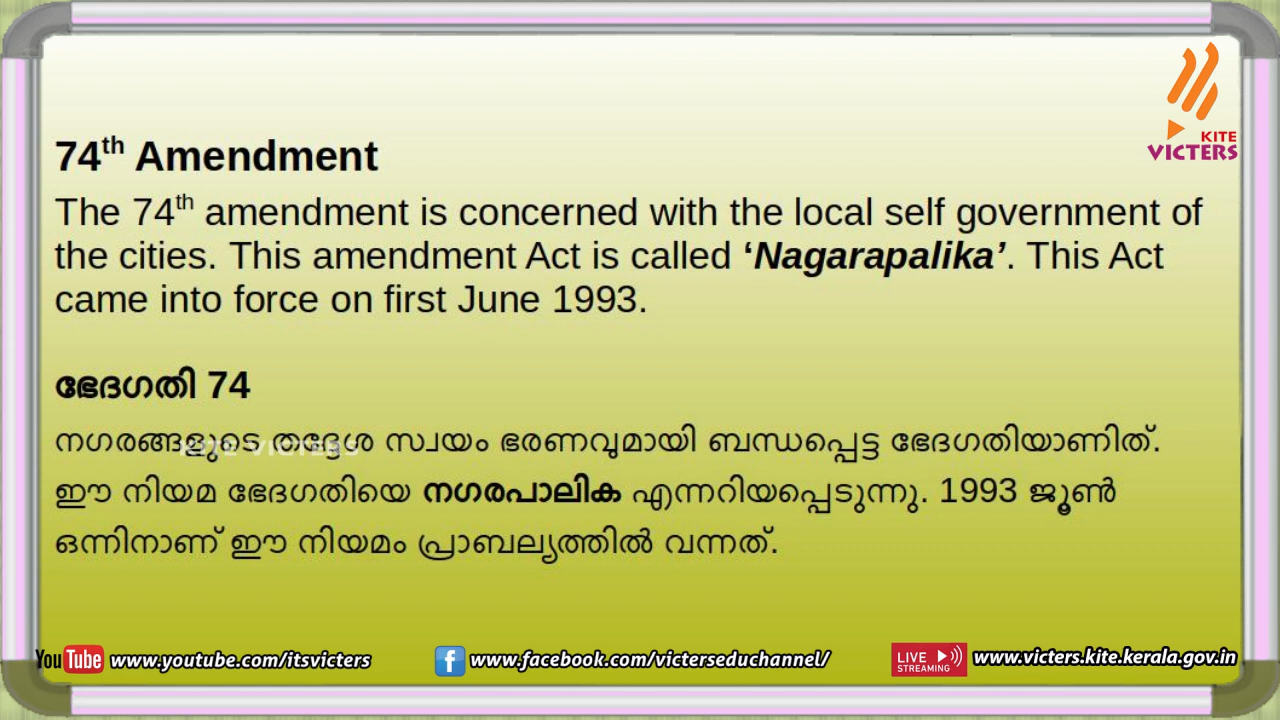 KITE
VICTERS
74th Amendment
The 74th amendment is concerned with the local self government of
the cities. This amendment Act is called ‘Nagarapalika’. This Act
came into force on first June 1993.
ഭേദഗതി 74
നഗരങ്ങളുടെ തദ്ദേശ സ്വയം ഭരണവുമായി ബന്ധപ്പെട്ട ഭേദഗതിയാണിത്.
KITE VICTERS
ഈ നിയമ ഭേദഗതിയെ നഗരപാലിക എന്നറിയപ്പെടുന്നു. 1993 ജൂൺ
ഒന്നിനാണ് ഈ നിയമം പ്രാബല്യത്തിൽ വന്നത്.
YouTube www.youtube.com/itsvicters
f www.facebook.com/victerseduchannel/
LIVE STREAMING www.victers.kite.kerala.gov.in